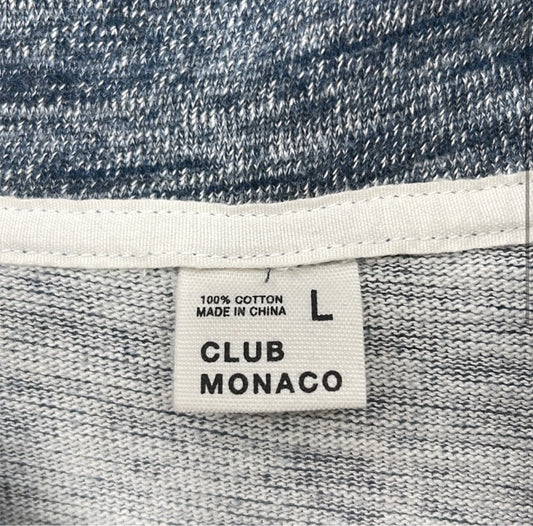 100% COTTON
MADE IN CHINA
L
CLUB
MONACO